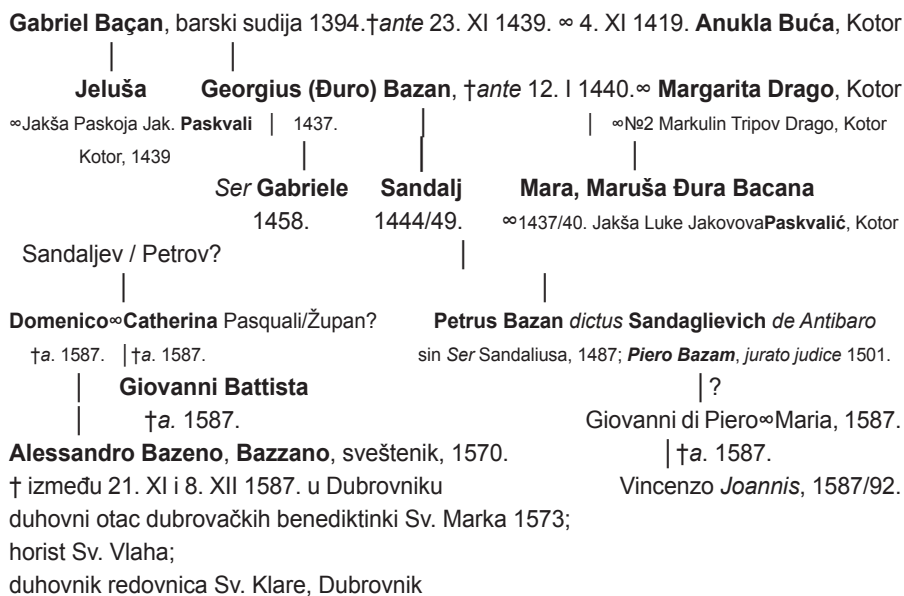 Gabriel Baçan, barski sudija 1394.†ante 23. XI 1439. ∞ 4. XI 1419. Anukla Buća, Kotor
Jeluša Georgius (Đuro) Bazan, †ante 12. I 1440.∞ Margarita Drago, Kotor
∞Jakša Paskoja Jak. Paskvali 1437. ∞№2 Markulin Tripov Drago, Kotor
Kotor, 1439
Ser Gabriele Sandalj Mara, Maruša Đura Bacana
1458. 1444/49. ∞1437/40. Jakša Luke JakovovaPaskvalić, Kotor
Sandaljev / Petrov?
Domenico∞Catherina Pasquali/Župan? Petrus Bazan dictus Sandaglievich de Antibaro
†a. 1587. †a. 1587. sin Ser Sandaliusa, 1487; Piero Bazam, jurato judice 1501.
Giovanni Battista ?
†a. 1587. Giovanni di Piero∞Maria, 1587.
Alessandro Bazeno, Bazzano, sveštenik, 1570. †a. 1587.
† između 21. XI i 8. XII 1587. u Dubrovniku Vincenzo Joannis, 1587/92.
duhovni otac dubrovačkih benediktinki Sv. Marka 1573;
horist Sv. Vlaha;
duhovnik redovnica Sv. Klare, Dubrovnik